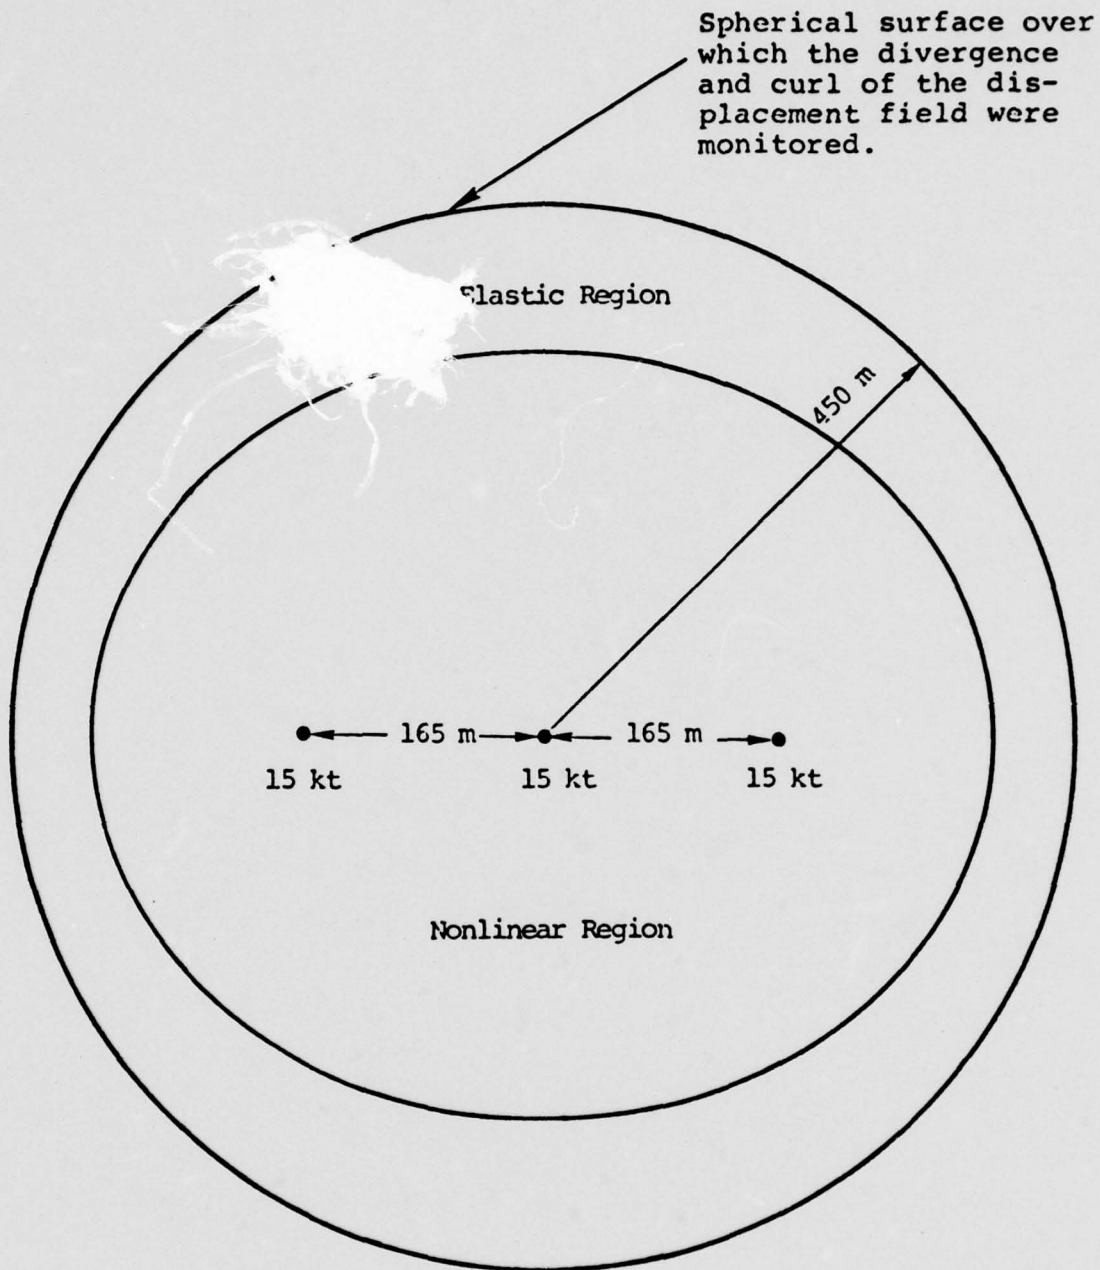 Spherical surface over
which the divergence
and curl of the dis-
placement field were
monitored.
Elastic Region
450 m
165 m 165 m
15 kt 15 kt 15 kt
Nonlinear Region